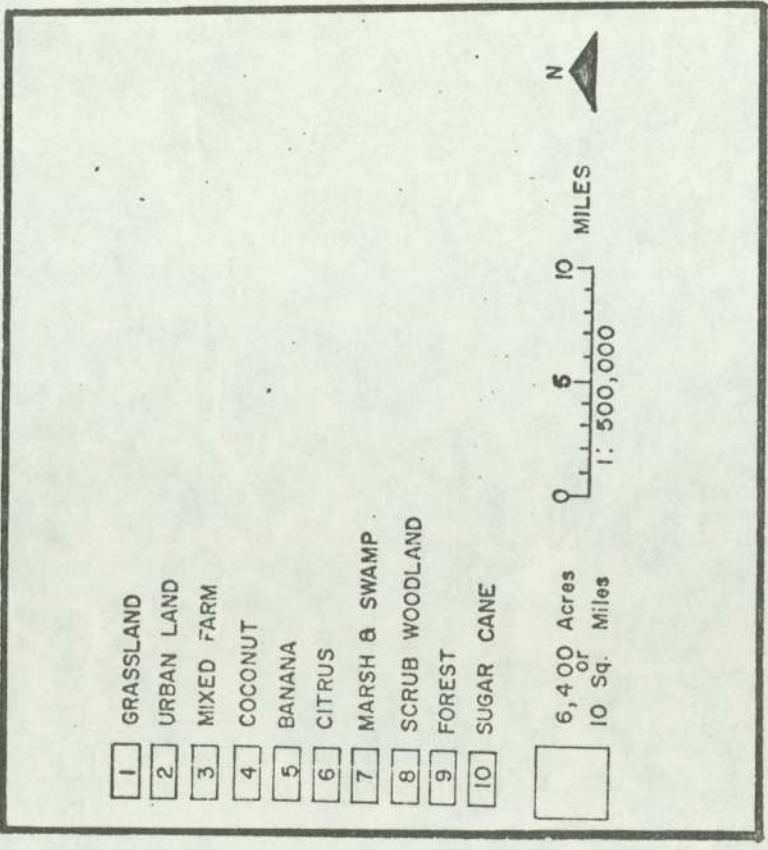 1 GRASSLAND
2 URBAN LAND
3 MIXED FARM
4 COCONUT
5 BANANA
6 CITRUS
7 MARSH & SWAMP
8 SCRUB WOODLAND
9 FOREST
10 SUGAR CANE
6,400 Acres
or
10 Sq. Miles
0 5 10 MILES
1: 500,000
N